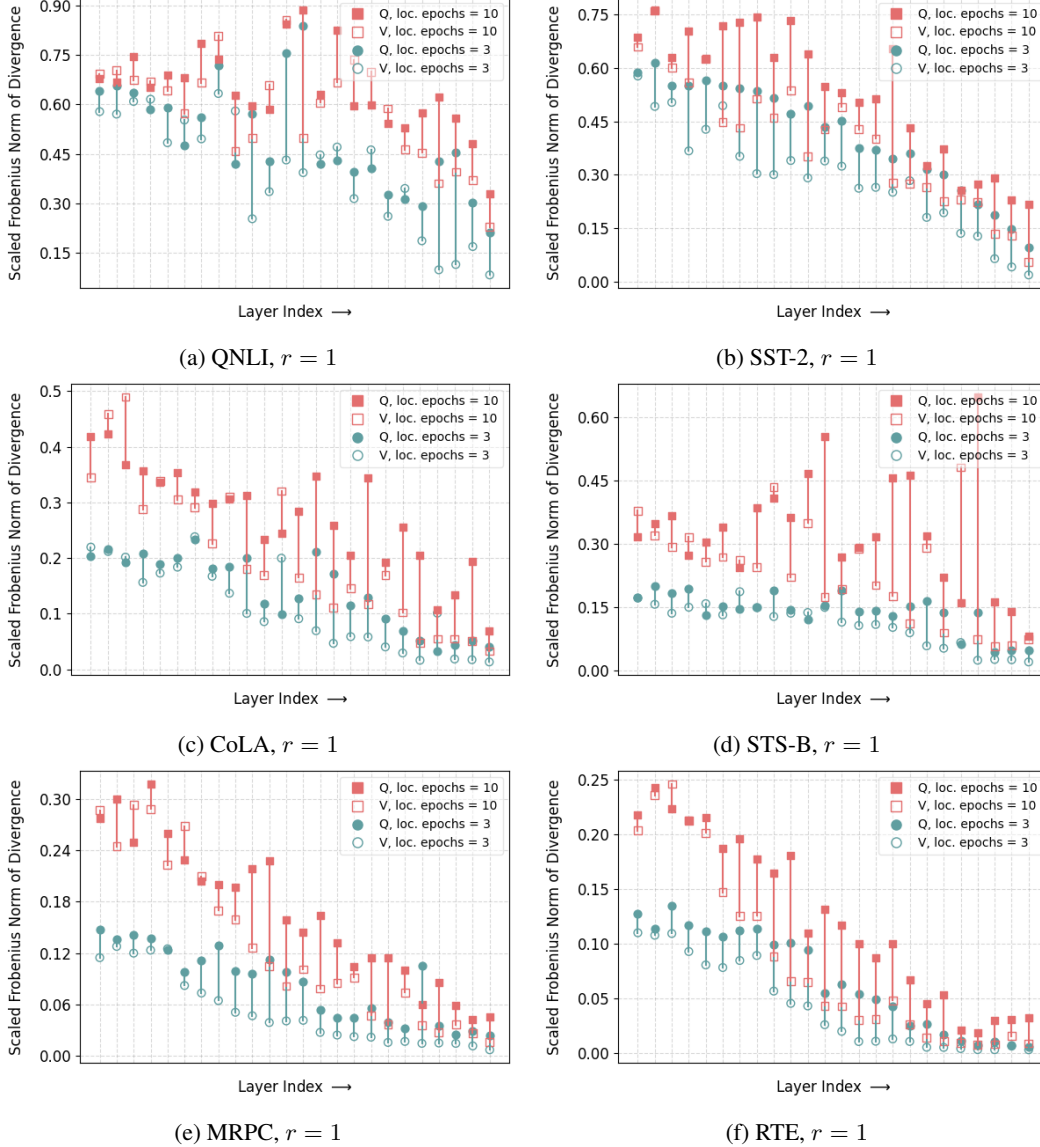 Scaled Frobenius Norm of Divergence
0.90
0.75
0.60
0.45
0.30
0.15
Q, loc. epochs = 10
V, loc. epochs = 10
Q, loc. epochs = 3
V, loc. epochs = 3
Layer Index ⟶
(a) QNLI, r = 1
Scaled Frobenius Norm of Divergence
0.75
0.60
0.45
0.30
0.15
0.00
Q, loc. epochs = 10
V, loc. epochs = 10
Q, loc. epochs = 3
V, loc. epochs = 3
Layer Index ⟶
(b) SST-2, r = 1
Scaled Frobenius Norm of Divergence
0.5
0.4
0.3
0.2
0.1
0.0
Q, loc. epochs = 10
V, loc. epochs = 10
Q, loc. epochs = 3
V, loc. epochs = 3
Layer Index ⟶
(c) CoLA, r = 1
Scaled Frobenius Norm of Divergence
0.60
0.45
0.30
0.15
0.00
Q, loc. epochs = 10
V, loc. epochs = 10
Q, loc. epochs = 3
V, loc. epochs = 3
Layer Index ⟶
(d) STS-B, r = 1
Scaled Frobenius Norm of Divergence
0.30
0.24
0.18
0.12
0.06
0.00
Q, loc. epochs = 10
V, loc. epochs = 10
Q, loc. epochs = 3
V, loc. epochs = 3
Layer Index ⟶
(e) MRPC, r = 1
Scaled Frobenius Norm of Divergence
0.25
0.20
0.15
0.10
0.05
0.00
Q, loc. epochs = 10
V, loc. epochs = 10
Q, loc. epochs = 3
V, loc. epochs = 3
Layer Index ⟶
(f) RTE, r = 1